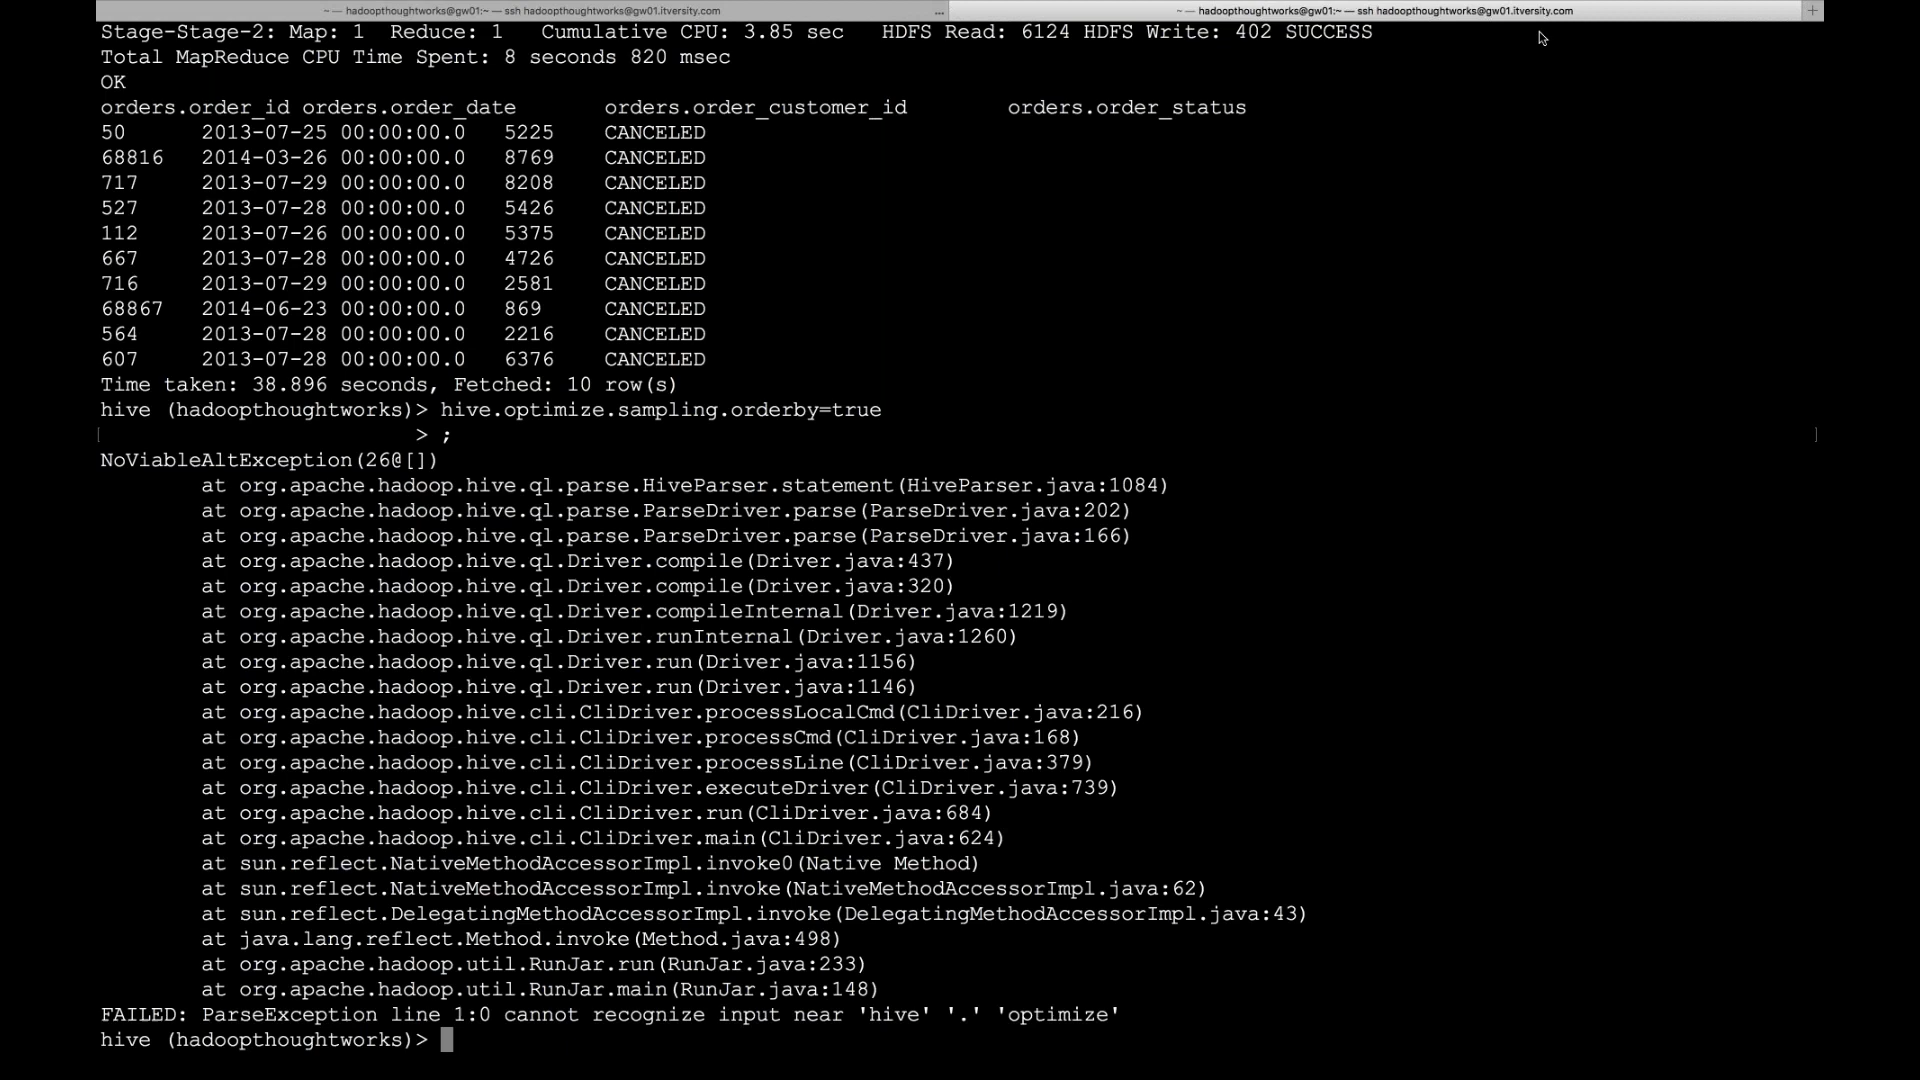 ~ — hadoopthoughtworks@gw01:~ — ssh hadoopthoughtworks@gw01.itversity.com ... ~ — hadoopthoughtworks@gw01:~ — ssh hadoopthoughtworks@gw01.itversity.com +
Stage-Stage-2: Map: 1  Reduce: 1   Cumulative CPU: 3.85 sec   HDFS Read: 6124 HDFS Write: 402 SUCCESS
Total MapReduce CPU Time Spent: 8 seconds 820 msec
OK
orders.order_id orders.order_date       orders.order_customer_id        orders.order_status
50      2013-07-25 00:00:00.0   5225    CANCELED
68816   2014-03-26 00:00:00.0   8769    CANCELED
717     2013-07-29 00:00:00.0   8208    CANCELED
527     2013-07-28 00:00:00.0   5426    CANCELED
112     2013-07-26 00:00:00.0   5375    CANCELED
667     2013-07-28 00:00:00.0   4726    CANCELED
716     2013-07-29 00:00:00.0   2581    CANCELED
68867   2014-06-23 00:00:00.0   869     CANCELED
564     2013-07-28 00:00:00.0   2216    CANCELED
607     2013-07-28 00:00:00.0   6376    CANCELED
Time taken: 38.896 seconds, Fetched: 10 row(s)
hive (hadoopthoughtworks)> hive.optimize.sampling.orderby=true
[                         > ;                         ]
NoViableAltException(26@[])
        at org.apache.hadoop.hive.ql.parse.HiveParser.statement(HiveParser.java:1084)
        at org.apache.hadoop.hive.ql.parse.ParseDriver.parse(ParseDriver.java:202)
        at org.apache.hadoop.hive.ql.parse.ParseDriver.parse(ParseDriver.java:166)
        at org.apache.hadoop.hive.ql.Driver.compile(Driver.java:437)
        at org.apache.hadoop.hive.ql.Driver.compile(Driver.java:320)
        at org.apache.hadoop.hive.ql.Driver.compileInternal(Driver.java:1219)
        at org.apache.hadoop.hive.ql.Driver.runInternal(Driver.java:1260)
        at org.apache.hadoop.hive.ql.Driver.run(Driver.java:1156)
        at org.apache.hadoop.hive.ql.Driver.run(Driver.java:1146)
        at org.apache.hadoop.hive.cli.CliDriver.processLocalCmd(CliDriver.java:216)
        at org.apache.hadoop.hive.cli.CliDriver.processCmd(CliDriver.java:168)
        at org.apache.hadoop.hive.cli.CliDriver.processLine(CliDriver.java:379)
        at org.apache.hadoop.hive.cli.CliDriver.executeDriver(CliDriver.java:739)
        at org.apache.hadoop.hive.cli.CliDriver.run(CliDriver.java:684)
        at org.apache.hadoop.hive.cli.CliDriver.main(CliDriver.java:624)
        at sun.reflect.NativeMethodAccessorImpl.invoke0(Native Method)
        at sun.reflect.NativeMethodAccessorImpl.invoke(NativeMethodAccessorImpl.java:62)
        at sun.reflect.DelegatingMethodAccessorImpl.invoke(DelegatingMethodAccessorImpl.java:43)
        at java.lang.reflect.Method.invoke(Method.java:498)
        at org.apache.hadoop.util.RunJar.run(RunJar.java:233)
        at org.apache.hadoop.util.RunJar.main(RunJar.java:148)
FAILED: ParseException line 1:0 cannot recognize input near 'hive' '.' 'optimize'
hive (hadoopthoughtworks)>